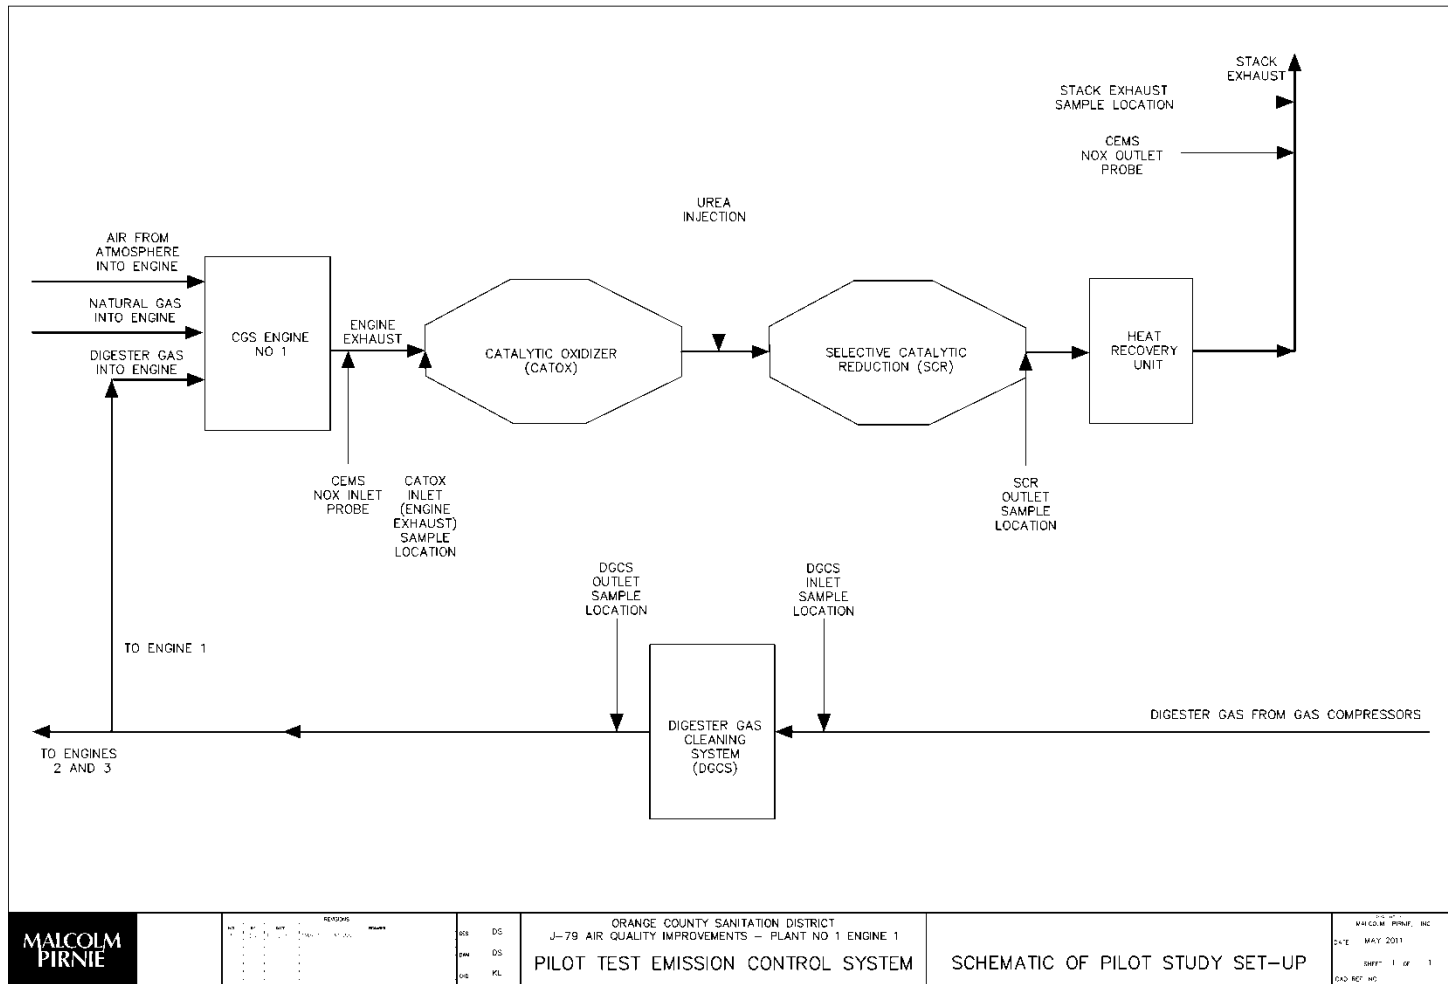 STACK
EXHAUST
STACK EXHAUST
SAMPLE LOCATION
CEMS
NOX OUTLET
PROBE
UREA
INJECTION
AIR FROM
ATMOSPHERE
INTO ENGINE
NATURAL GAS
INTO ENGINE
DIGESTER GAS
INTO ENGINE
CGS ENGINE
NO 1
ENGINE
EXHAUST
CATALYTIC OXIDIZER
(CATOX)
SELECTIVE CATALYTIC
REDUCTION (SCR)
HEAT
RECOVERY
UNIT
CEMS
NOX INLET
PROBE
CATOX
INLET
(ENGINE
EXHAUST)
SAMPLE
LOCATION
SCR
OUTLET
SAMPLE
LOCATION
DGCS
OUTLET
SAMPLE
LOCATION
DGCS
INLET
SAMPLE
LOCATION
TO ENGINE 1
DIGESTER GAS
CLEANING
SYSTEM
(DGCS)
DIGESTER GAS FROM GAS COMPRESSORS
TO ENGINES
2 AND 3
MALCOLM
PIRNIE
REVISIONS
DS
DS
KL
ORANGE COUNTY SANITATION DISTRICT
J-79 AIR QUALITY IMPROVEMENTS - PLANT NO 1 ENGINE 1
PILOT TEST EMISSION CONTROL SYSTEM
SCHEMATIC OF PILOT STUDY SET-UP
MALCOLM PIRNIE, INC
DATE MAY 2011
SHEET 1 OF 1
CAD REF NO